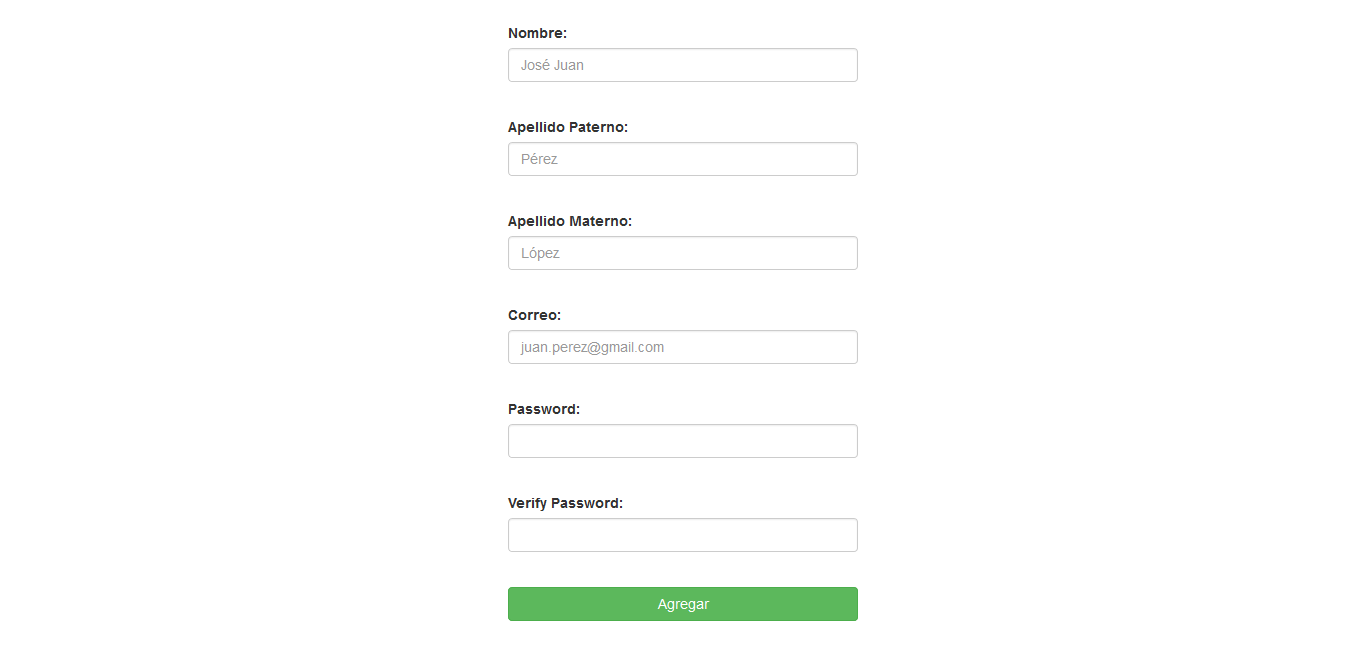 Nombre:
José Juan
Apellido Paterno:
Pérez
Apellido Materno:
López
Correo:
juan.perez@gmail.com
Password:
Verify Password:
Agregar